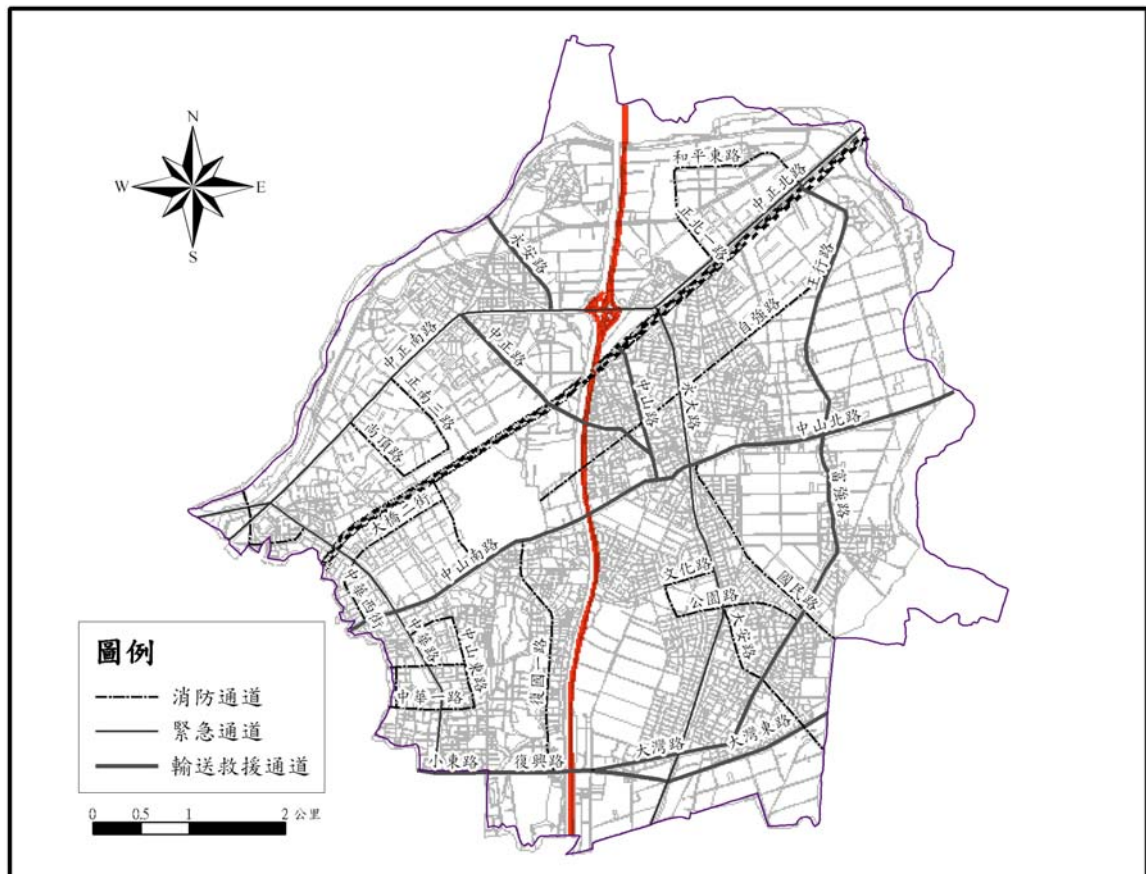 N
W
E
S
和平東路
中正北路
正北一路
永安路
王行路
自強路
中正南路
中正路
正南三路
中山路
永大路
中山北路
尚頂路
富強路
大橋一街
中山南路
文化路
國民路
中華西街
公園路
大安路
中華路
中山東路
復國一路
中華一路
大灣路
大灣東路
小東路
復興路
圖例
消防通道
緊急通道
輸送救援通道
0 0.5 1 2 公里